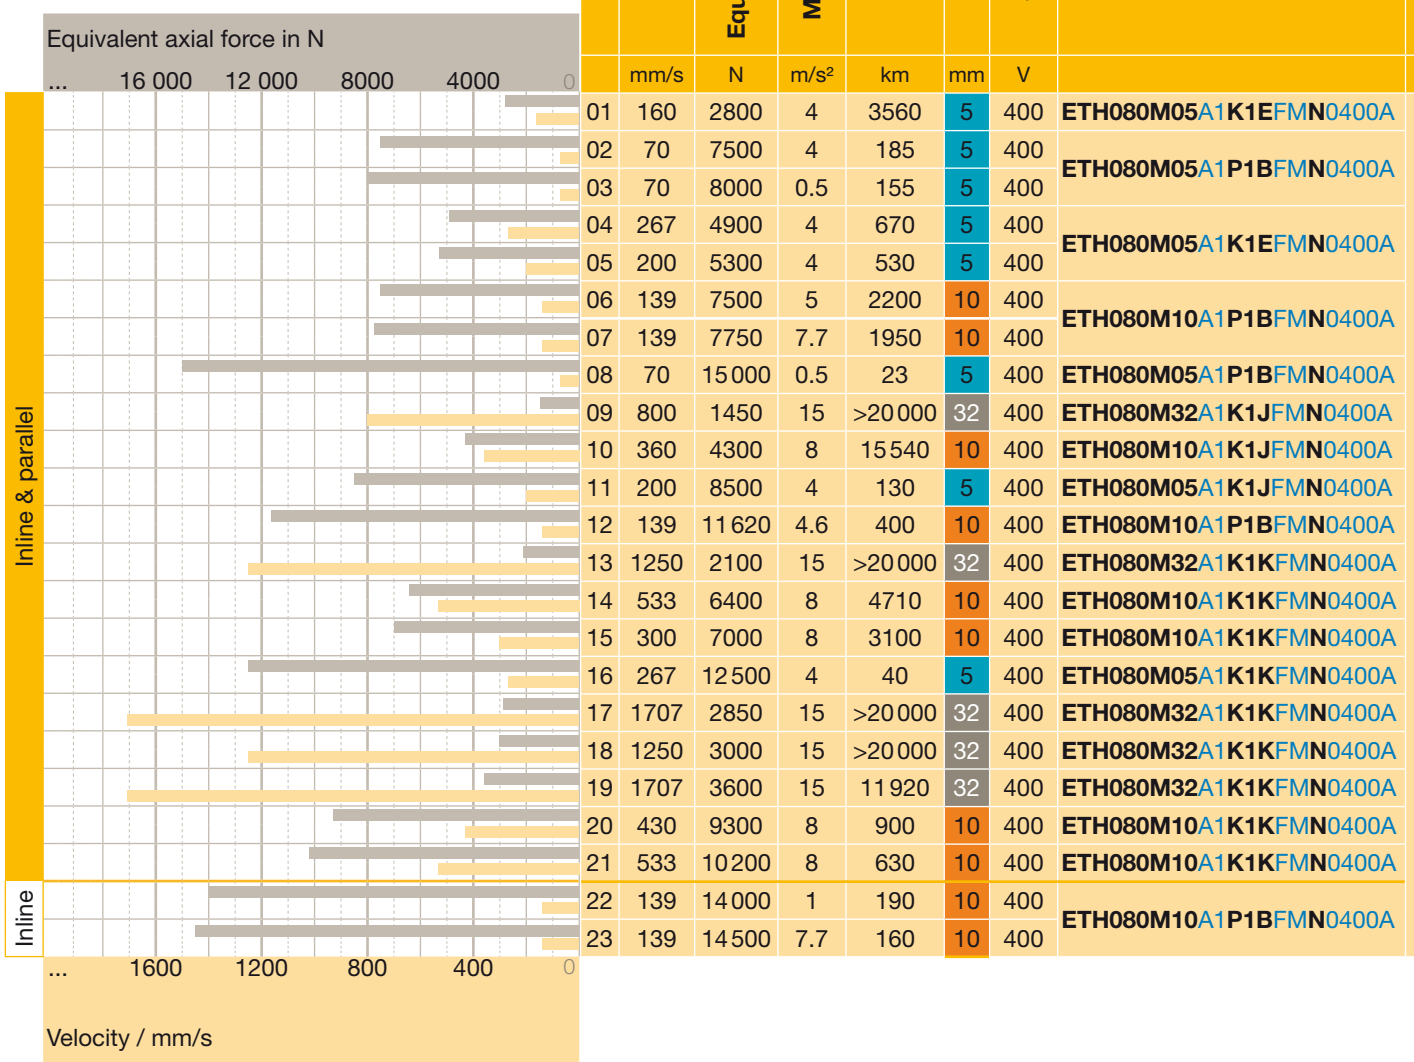 Equ
M
Equivalent axial force in N
... 16 000 12 000 8000 4000 0
mm/s N m/s² km mm V
Inline & parallel
01 160 2800 4 3560 5 400 ETH080M05A1K1EFMN0400A
02 70 7500 4 185 5 400
ETH080M05A1P1BFMN0400A
03 70 8000 0.5 155 5 400
04 267 4900 4 670 5 400
ETH080M05A1K1EFMN0400A
05 200 5300 4 530 5 400
06 139 7500 5 2200 10 400
ETH080M10A1P1BFMN0400A
07 139 7750 7.7 1950 10 400
08 70 15 000 0.5 23 5 400 ETH080M05A1P1BFMN0400A
09 800 1450 15 >20 000 32 400 ETH080M32A1K1JFMN0400A
10 360 4300 8 15 540 10 400 ETH080M10A1K1JFMN0400A
11 200 8500 4 130 5 400 ETH080M05A1K1JFMN0400A
12 139 11 620 4.6 400 10 400 ETH080M10A1P1BFMN0400A
13 1250 2100 15 >20 000 32 400 ETH080M32A1K1KFMN0400A
14 533 6400 8 4710 10 400 ETH080M10A1K1KFMN0400A
15 300 7000 8 3100 10 400 ETH080M10A1K1KFMN0400A
16 267 12 500 4 40 5 400 ETH080M05A1K1KFMN0400A
17 1707 2850 15 >20 000 32 400 ETH080M32A1K1KFMN0400A
18 1250 3000 15 >20 000 32 400 ETH080M32A1K1KFMN0400A
19 1707 3600 15 11 920 32 400 ETH080M32A1K1KFMN0400A
20 430 9300 8 900 10 400 ETH080M10A1K1KFMN0400A
21 533 10 200 8 630 10 400 ETH080M10A1K1KFMN0400A
Inline
22 139 14 000 1 190 10 400
ETH080M10A1P1BFMN0400A
23 139 14 500 7.7 160 10 400
... 1600 1200 800 400 0
Velocity / mm/s